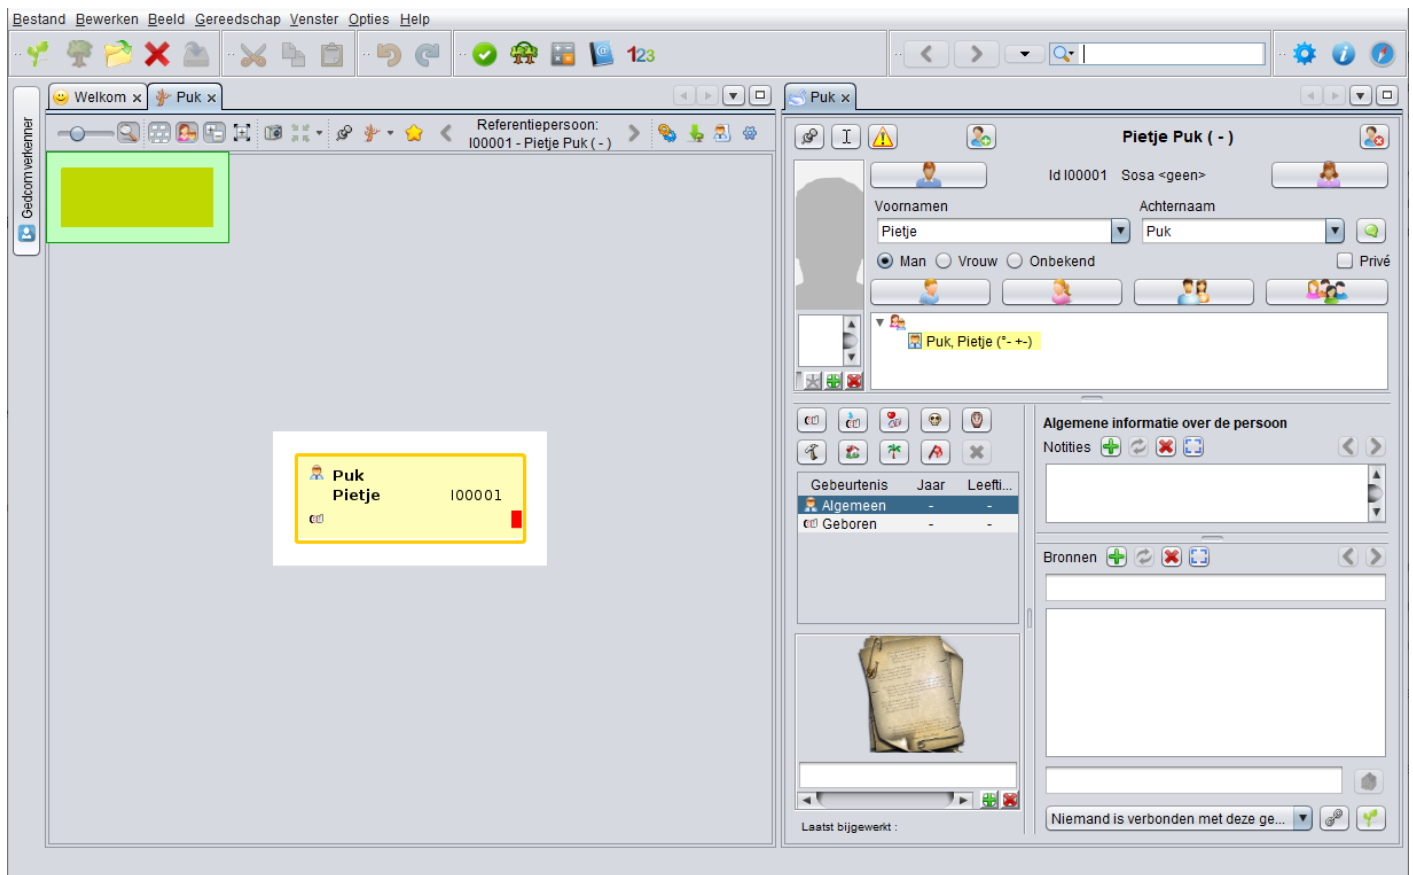 Bestand Bewerken Beeld Gereedschap Venster Opties Help
123
Gedcom verkenner
Welkom x
Puk x
Referentiepersoon:
I00001 - Pietje Puk ( - )
Puk
Pietje I00001
Puk x
Pietje Puk ( - )
Id I00001 Sosa <geen>
Voornamen Achternaam
Pietje Puk
Man Vrouw Onbekend Privé
Puk, Pietje (°- +-)
Gebeurtenis Jaar Leefti...
Algemeen - -
Geboren - -
Laatst bijgewerkt :
Algemene informatie over de persoon
Notities
Bronnen
Niemand is verbonden met deze ge...